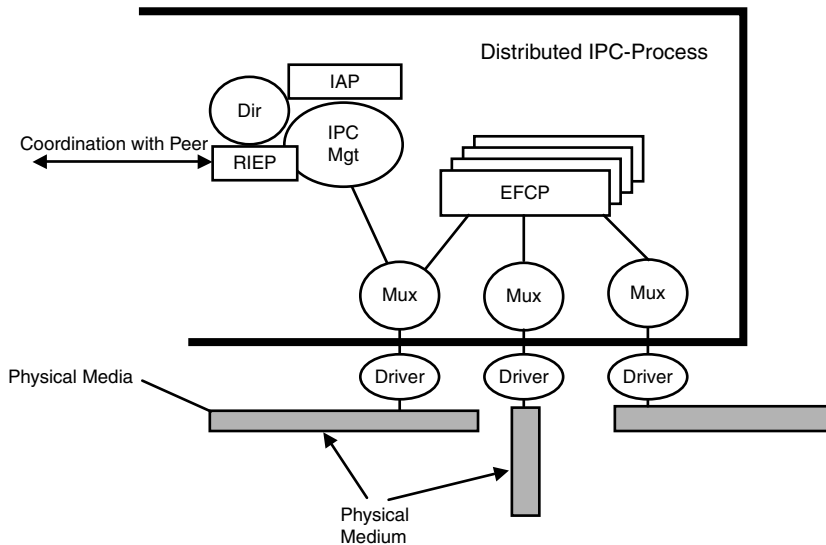 Distributed IPC-Process
IAP
Dir
IPC
Mgt
Coordination with Peer
RIEP
EFCP
Mux
Mux
Mux
Driver
Driver
Driver
Physical Media
Physical
Medium